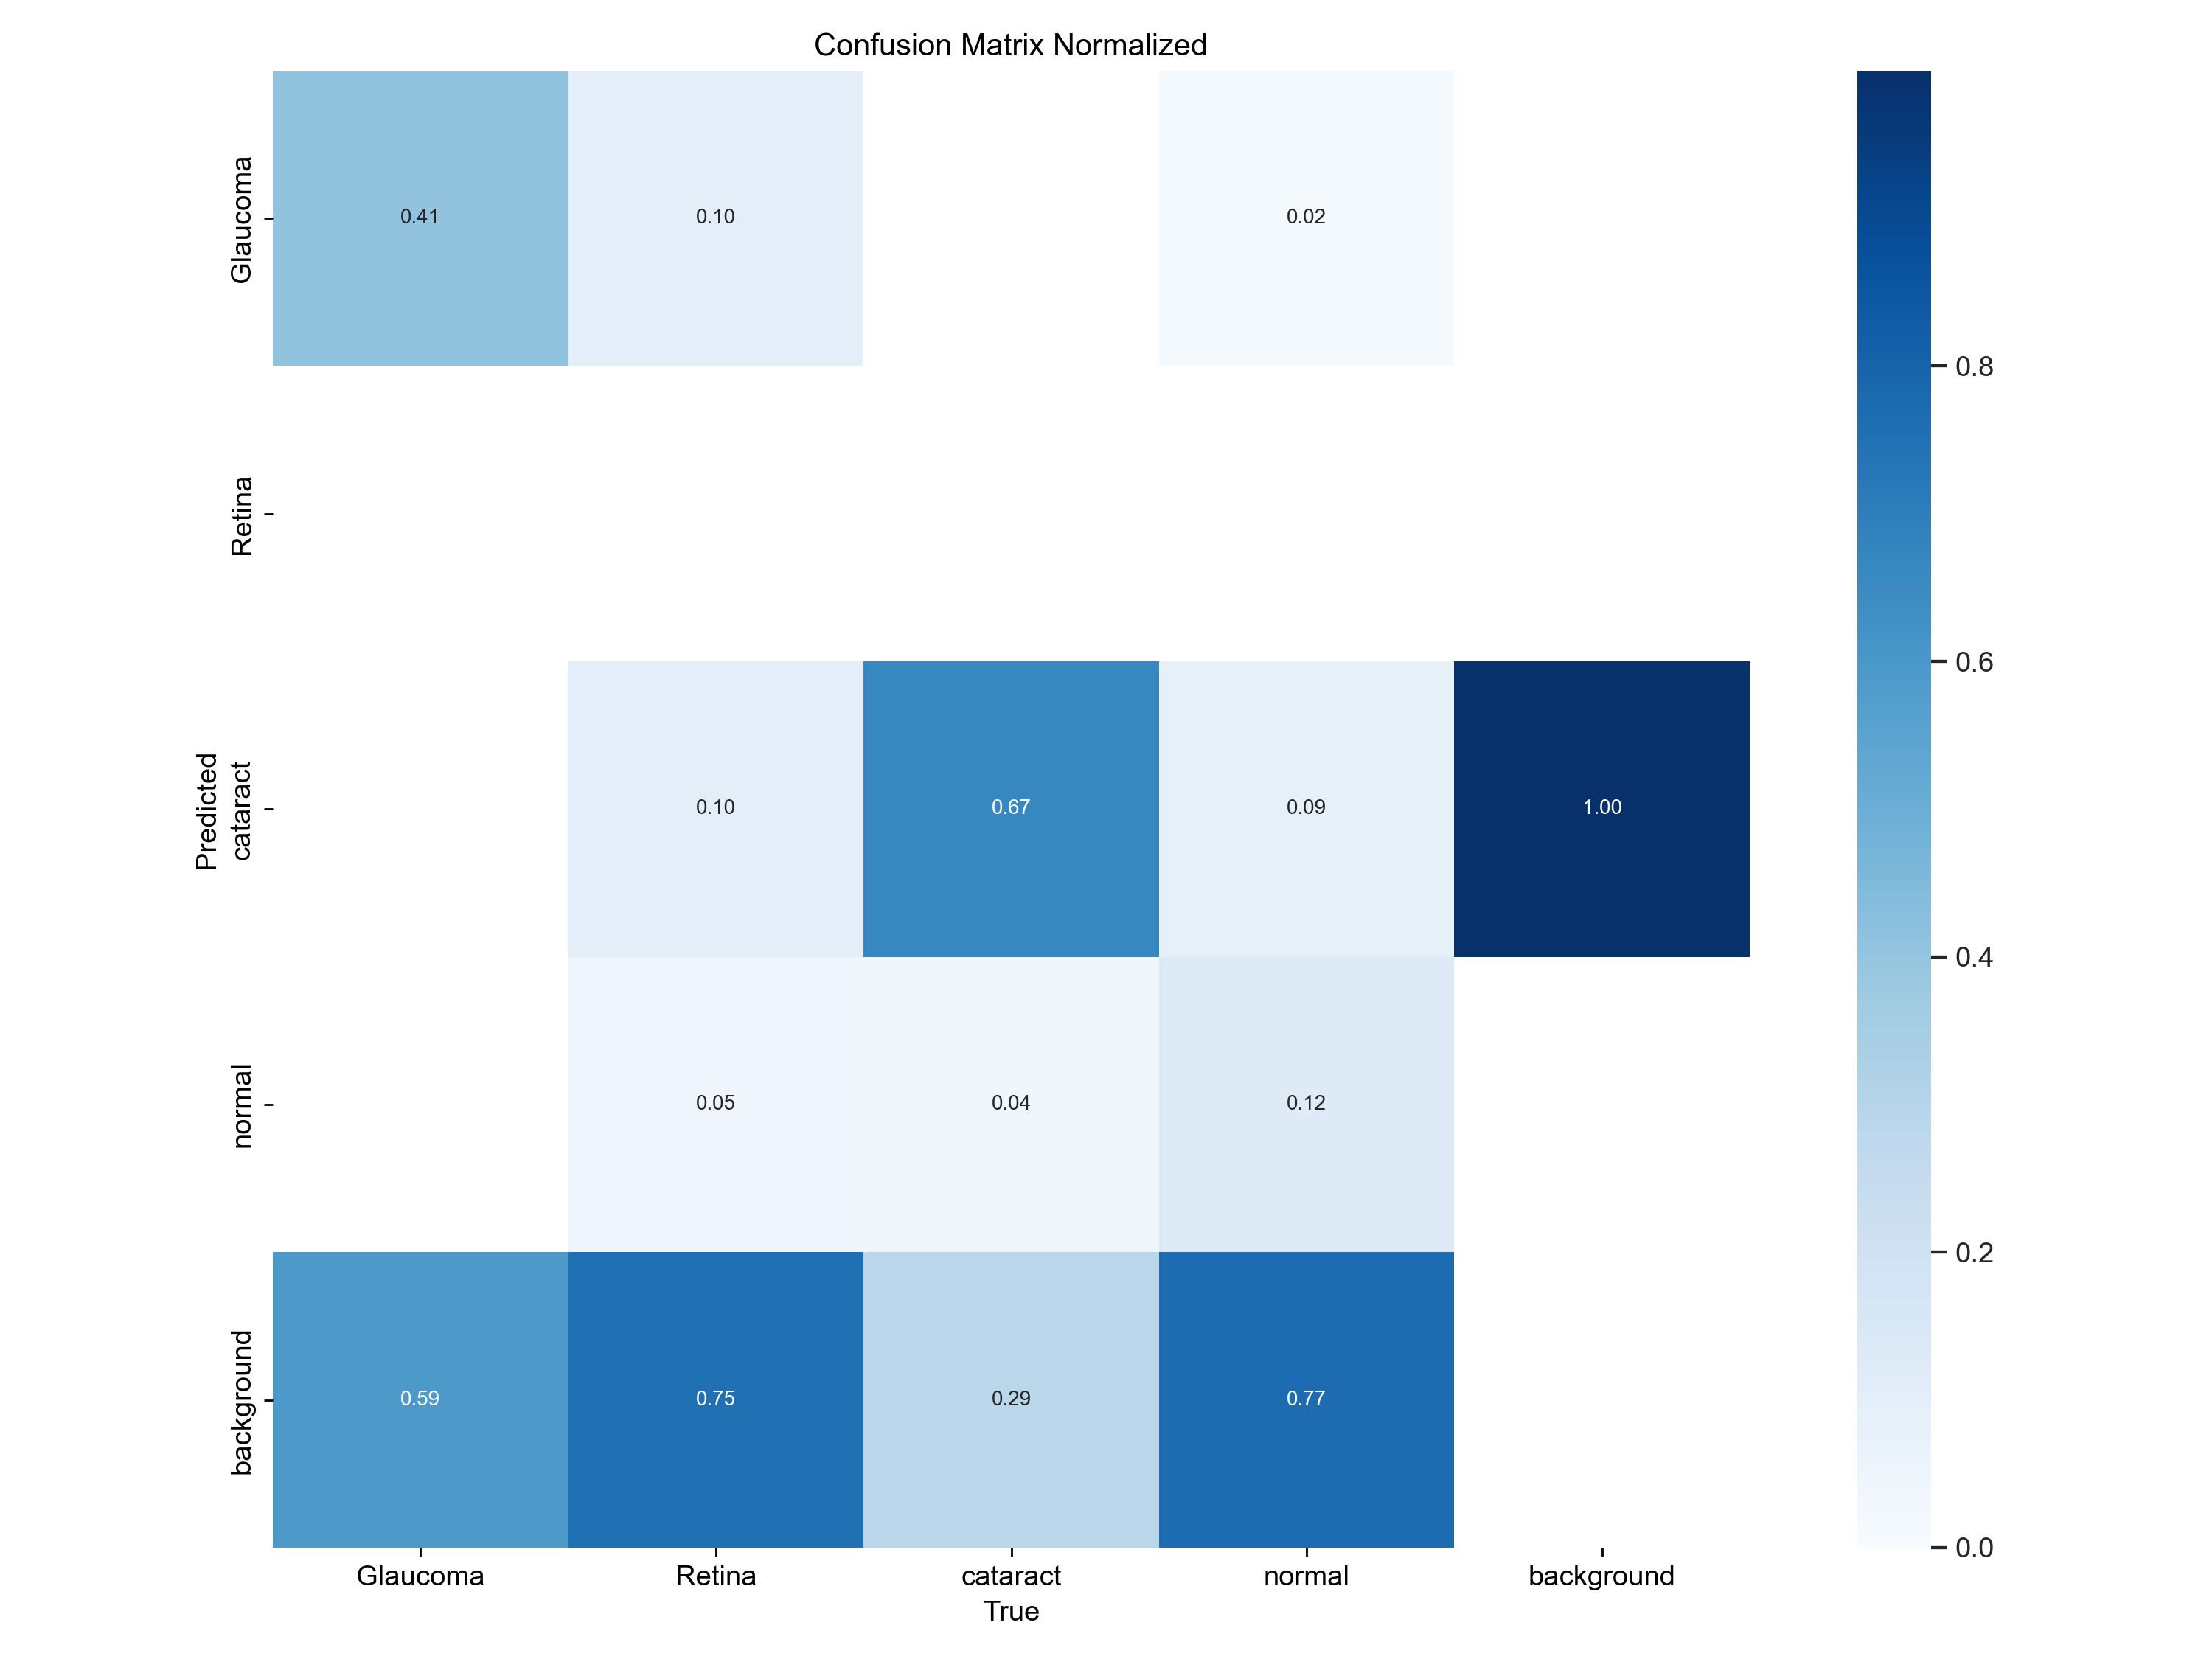 Confusion Matrix Normalized
Glaucoma
0.41
0.10
0.02
Retina
Predicted
cataract
0.10
0.67
0.09
1.00
normal
0.05
0.04
0.12
background
0.59
0.75
0.29
0.77
Glaucoma
Retina
cataract
normal
background
True
0.8
0.6
0.4
0.2
0.0